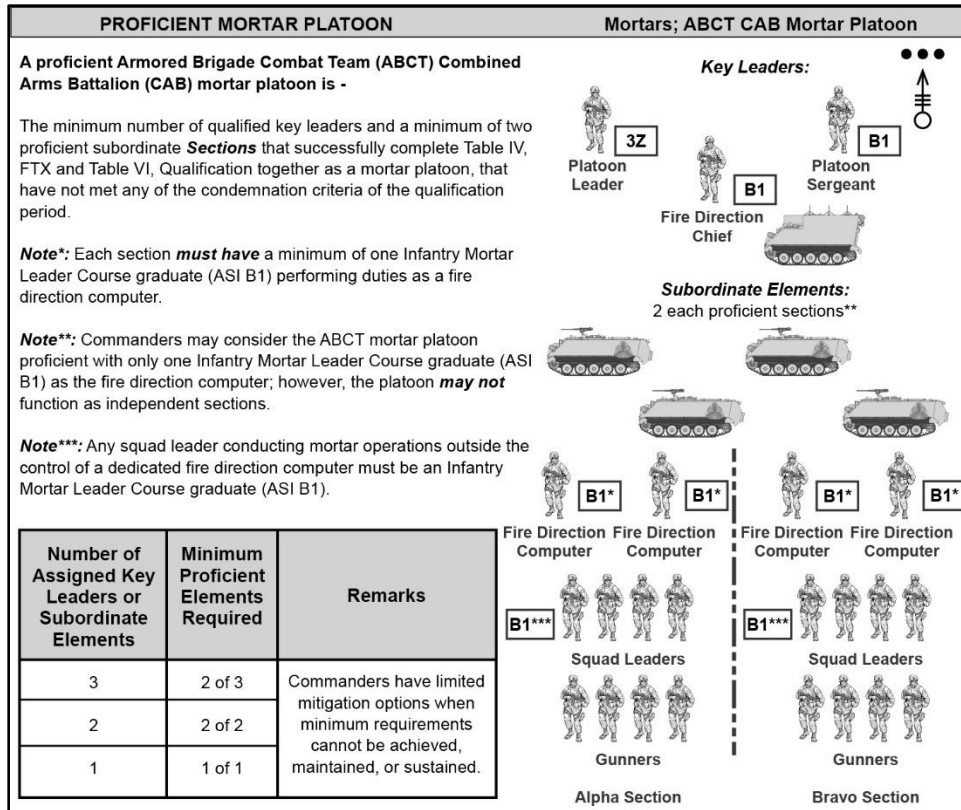 PROFICIENT MORTAR PLATOON
Mortars; ABCT CAB Mortar Platoon
A proficient Armored Brigade Combat Team (ABCT) Combined
Arms Battalion (CAB) mortar platoon is -
The minimum number of qualified key leaders and a minimum of two
proficient subordinate Sections that successfully complete Table IV,
FTX and Table VI, Qualification together as a mortar platoon, that
have not met any of the condemnation criteria of the qualification
period.
Note*: Each section must have a minimum of one Infantry Mortar
Leader Course graduate (ASI B1) performing duties as a fire
direction computer.
Note**: Commanders may consider the ABCT mortar platoon
proficient with only one Infantry Mortar Leader Course graduate (ASI
B1) as the fire direction computer; however, the platoon may not
function as independent sections.
Note***: Any squad leader conducting mortar operations outside the
control of a dedicated fire direction computer must be an Infantry
Mortar Leader Course graduate (ASI B1).
Number of
Assigned Key
Leaders or
Subordinate
Elements
Minimum
Proficient
Elements
Required
Remarks
3
2 of 3
2
2 of 2
1
1 of 1
Commanders have limited
mitigation options when
minimum requirements
cannot be achieved,
maintained, or sustained.
Key Leaders:
3Z
Platoon
Leader
B1
Fire Direction
Chief
B1
Platoon
Sergeant
Subordinate Elements:
2 each proficient sections**
B1*
B1*
B1*
B1*
Fire Direction
Computer
Fire Direction
Computer
Fire Direction
Computer
Fire Direction
Computer
B1***
B1***
Squad Leaders
Squad Leaders
Gunners
Gunners
Alpha Section
Bravo Section